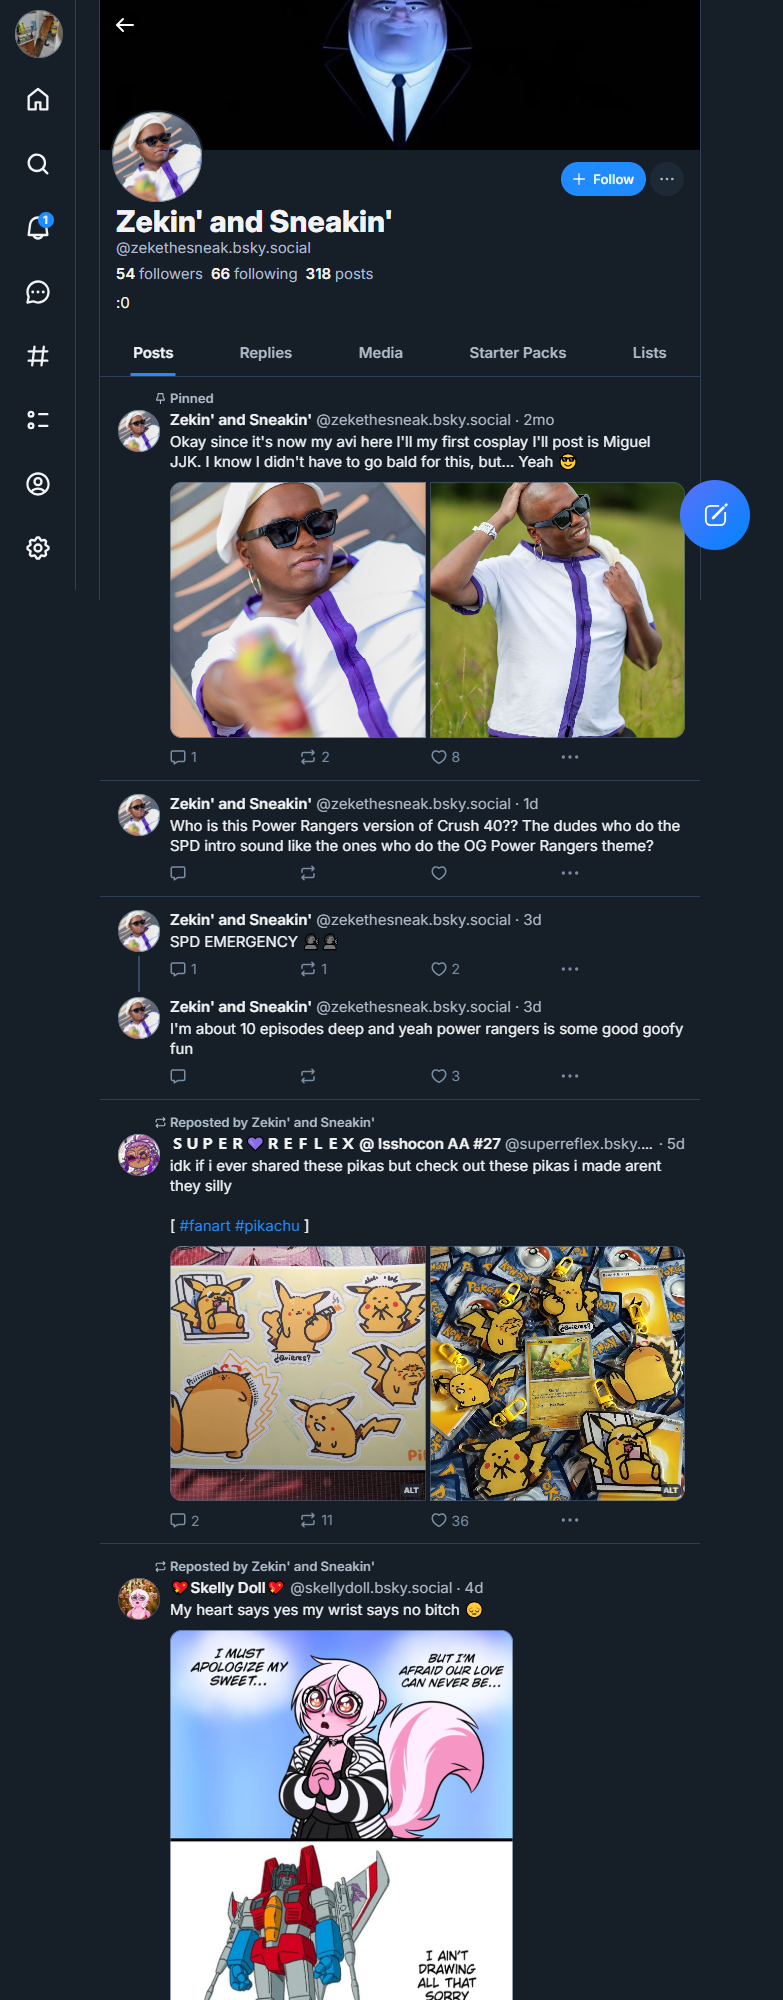 1
Follow
Zekin' and Sneakin'
@zekethesneak.bsky.social
54 followers 66 following 318 posts
:0
Posts Replies Media Starter Packs Lists
Pinned
Zekin' and Sneakin' @zekethesneak.bsky.social · 2mo
Okay since it's now my avi here I'll my first cosplay I'll post is Miguel
JJK. I know I didn't have to go bald for this, but... Yeah 😎
1 2 8
Zekin' and Sneakin' @zekethesneak.bsky.social · 1d
Who is this Power Rangers version of Crush 40?? The dudes who do the
SPD intro sound like the ones who do the OG Power Rangers theme?
Zekin' and Sneakin' @zekethesneak.bsky.social · 3d
SPD EMERGENCY
1 1 2
Zekin' and Sneakin' @zekethesneak.bsky.social · 3d
I'm about 10 episodes deep and yeah power rangers is some good goofy
fun
3
Reposted by Zekin' and Sneakin'
S U P E R 💜 R E F L E X @ Isshocon AA #27 @superreflex.bsky.... · 5d
idk if i ever shared these pikas but check out these pikas i made arent
they silly
[ #fanart #pikachu ]
¿Quieres?
ALT
¿Quieres?
ALT
2 11 36
Reposted by Zekin' and Sneakin'
💖Skelly Doll💖 @skellydoll.bsky.social · 4d
My heart says yes my wrist says no bitch 😞
I MUST
APOLOGIZE MY
SWEET...
BUT I'M
AFRAID OUR LOVE
CAN NEVER BE...
I AIN'T
DRAWING
ALL THAT
SORRY